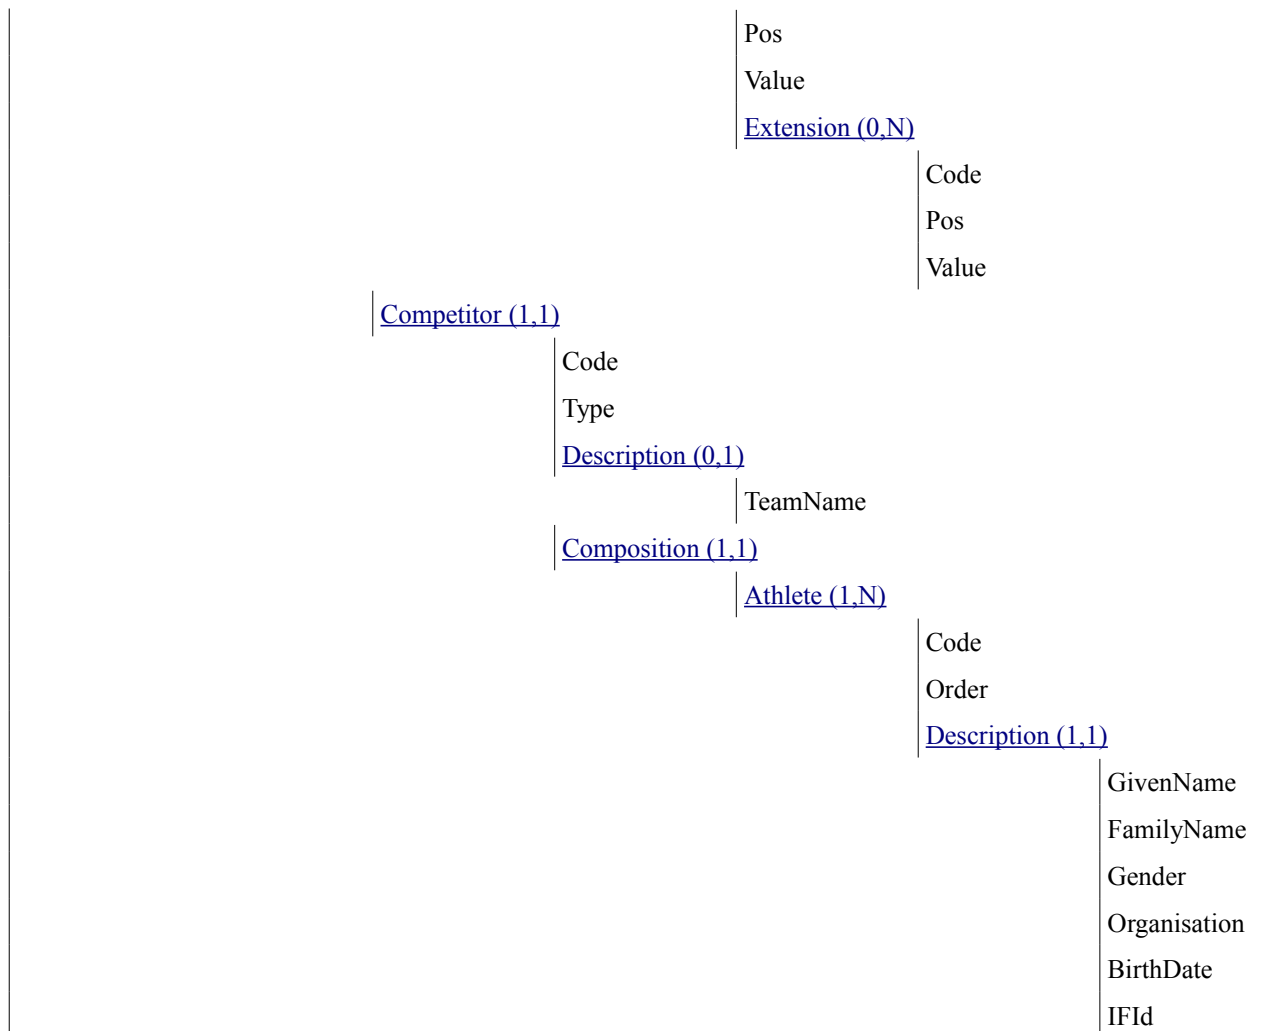 Pos
Value
Extension (0,N)
Code
Pos
Value
Competitor (1,1)
Code
Type
Description (0,1)
TeamName
Composition (1,1)
Athlete (1,N)
Code
Order
Description (1,1)
GivenName
FamilyName
Gender
Organisation
BirthDate
IFId